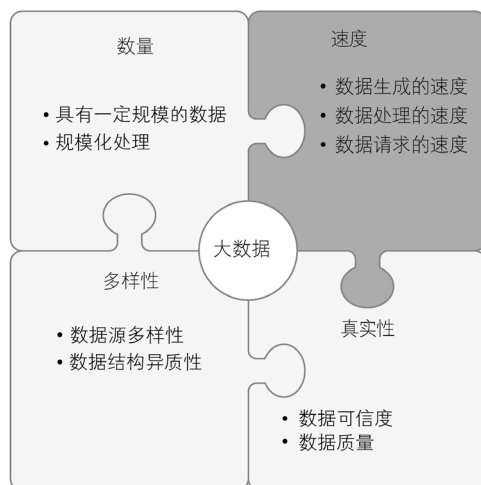 数量
• 具有一定规模的数据
• 规模化处理
速度
• 数据生成的速度
• 数据处理的速度
• 数据请求的速度
大数据
多样性
• 数据源多样性
• 数据结构异质性
真实性
• 数据可信度
• 数据质量